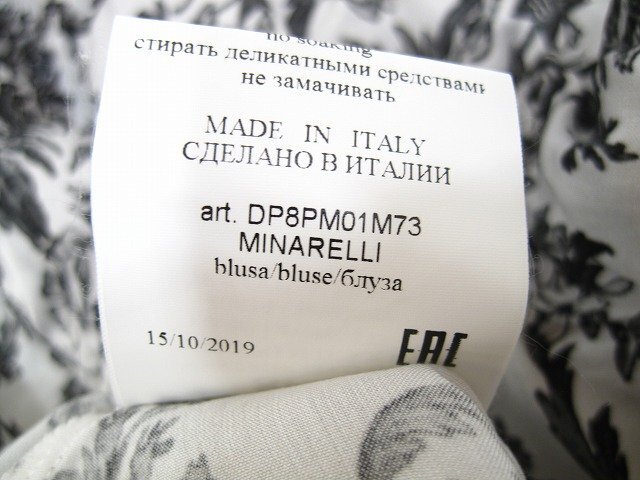 no soaking
стирать деликатными средствами
не замачивать
MADE IN ITALY
СДЕЛАНО В ИТАЛИИ
art. DP8PM01M73
MINARELLI
blusa/bluse/блуза
15/10/2019
EAC